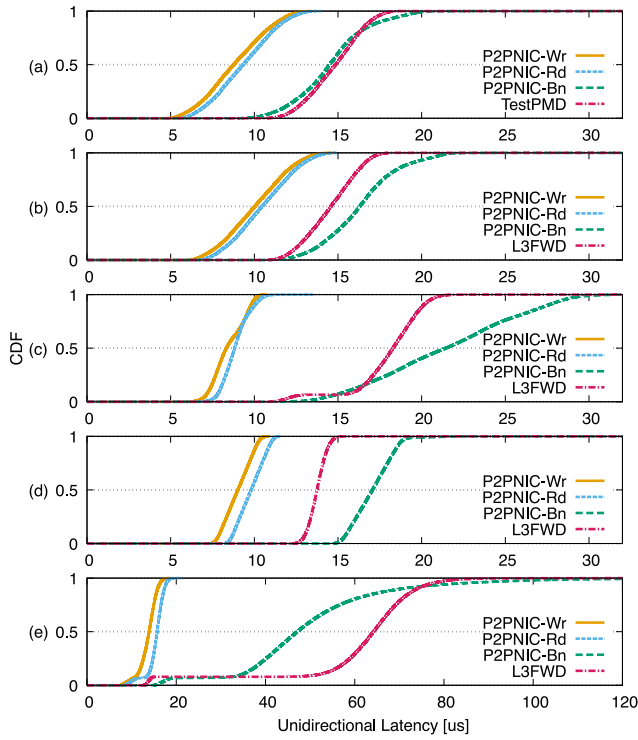 1
P2PNIC-Wr
P2PNIC-Rd
(a) 0.5
P2PNIC-Bn
TestPMD
0
0 5 10 15 20 25 30
1
P2PNIC-Wr
P2PNIC-Rd
(b) 0.5
P2PNIC-Bn
L3FWD
0
0 5 10 15 20 25 30
1
P2PNIC-Wr
P2PNIC-Rd
CDF
(c) 0.5
P2PNIC-Bn
L3FWD
0
0 5 10 15 20 25 30
1
P2PNIC-Wr
P2PNIC-Rd
(d) 0.5
P2PNIC-Bn
L3FWD
0
0 5 10 15 20 25 30
1
P2PNIC-Wr
P2PNIC-Rd
(e) 0.5
P2PNIC-Bn
L3FWD
0
0 20 40 60 80 100 120
Unidirectional Latency [us]